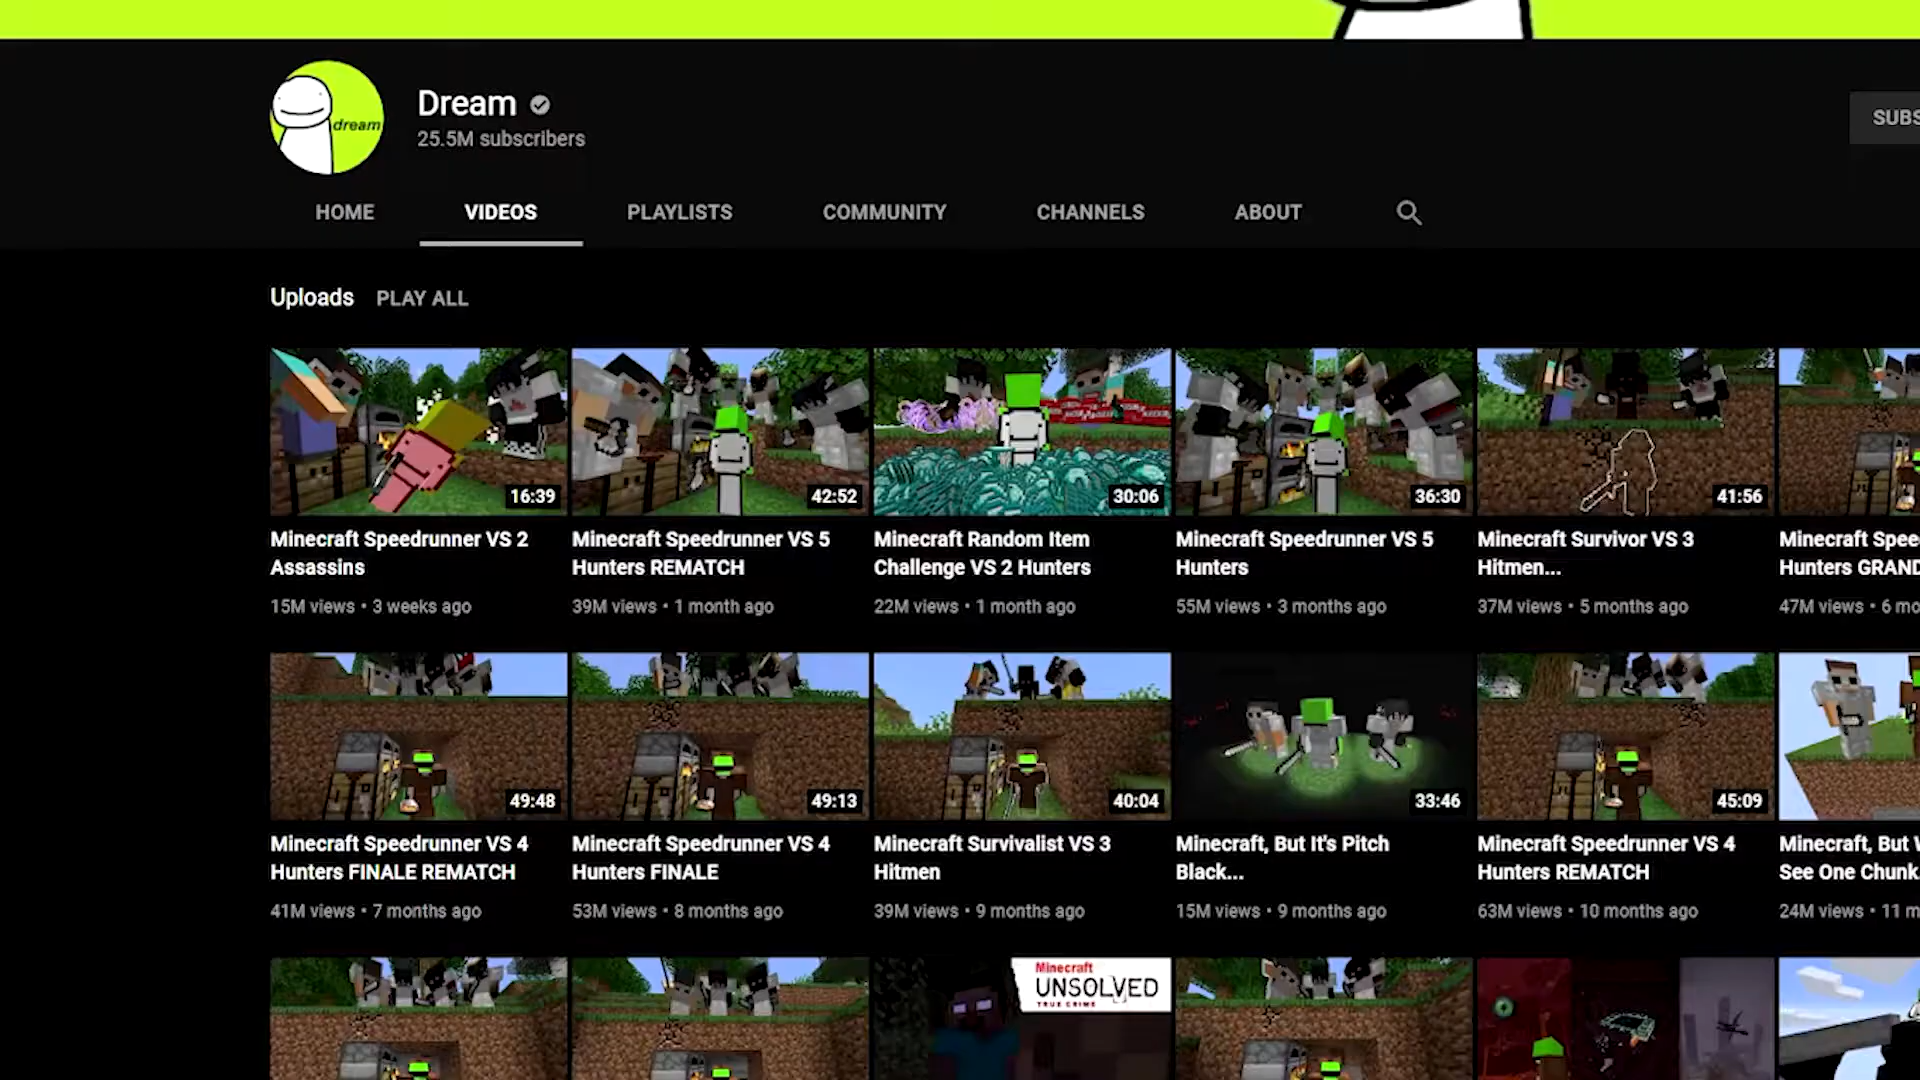 dream
Dream
25.5M subscribers
SUBS
HOME VIDEOS PLAYLISTS COMMUNITY CHANNELS ABOUT
Uploads PLAY ALL
16:39 42:52 30:06 36:30 41:56
Minecraft Speedrunner VS 2 Minecraft Speedrunner VS 5 Minecraft Random Item Minecraft Speedrunner VS 5 Minecraft Survivor VS 3 Minecraft Spee
Assassins Hunters REMATCH Challenge VS 2 Hunters Hunters Hitmen... Hunters GRAND
15M views • 3 weeks ago 39M views • 1 month ago 22M views • 1 month ago 55M views • 3 months ago 37M views • 5 months ago 47M views • 6 mo
49:48 49:13 40:04 33:46 45:09
Minecraft Speedrunner VS 4 Minecraft Speedrunner VS 4 Minecraft Survivalist VS 3 Minecraft, But It's Pitch Minecraft Speedrunner VS 4 Minecraft, But W
Hunters FINALE REMATCH Hunters FINALE Hitmen Black... Hunters REMATCH See One Chunk
41M views • 7 months ago 53M views • 8 months ago 39M views • 9 months ago 15M views • 9 months ago 63M views • 10 months ago 24M views • 11 m
Minecraft
UNSOLVED
TRUE CRIME